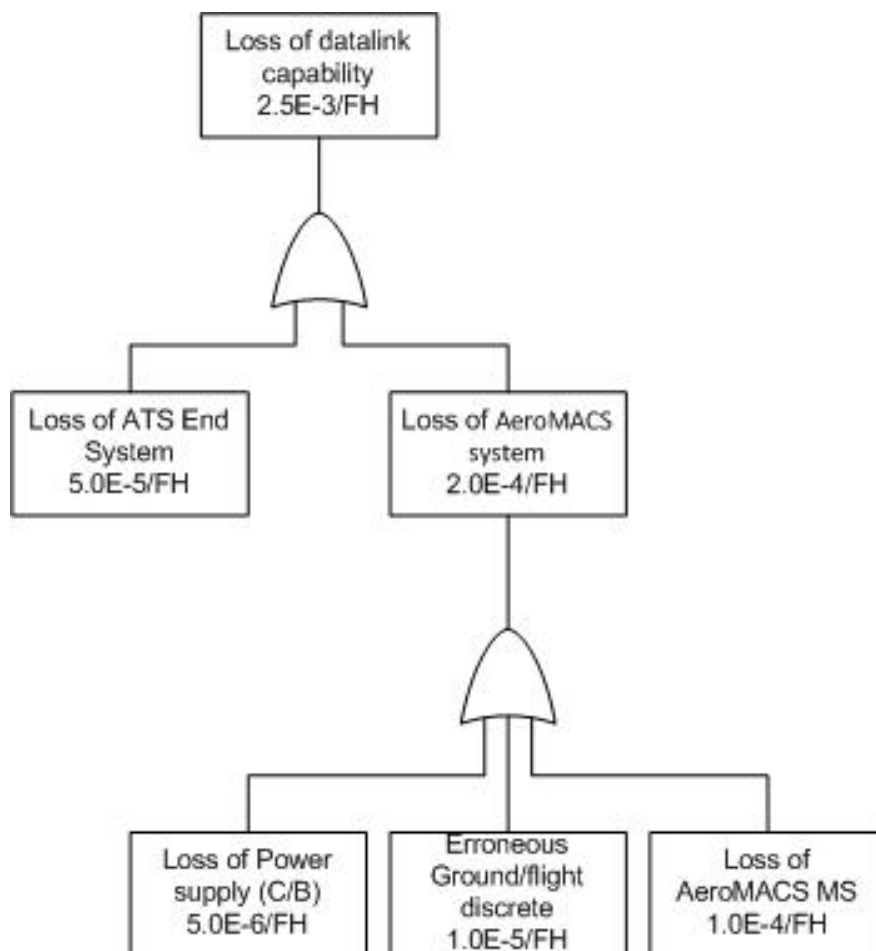 Loss of datalink
capability
2.5E-3/FH
Loss of ATS End
System
5.0E-5/FH
Loss of AeroMACS
system
2.0E-4/FH
Loss of Power
supply (C/B)
5.0E-6/FH
Erroneous
Ground/flight
discrete
1.0E-5/FH
Loss of
AeroMACS MS
1.0E-4/FH